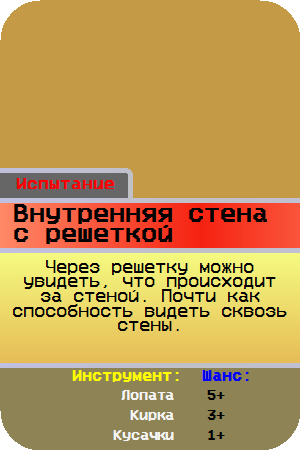 Испытание
Внутренняя стена
с решеткой
Через решетку можно
увидеть, что происходит
за стеной. Почти как
способность видеть сквозь
стены.
Инструмент: Шанс:
Лопата 5+
Кирка 3+
Кусачки 1+